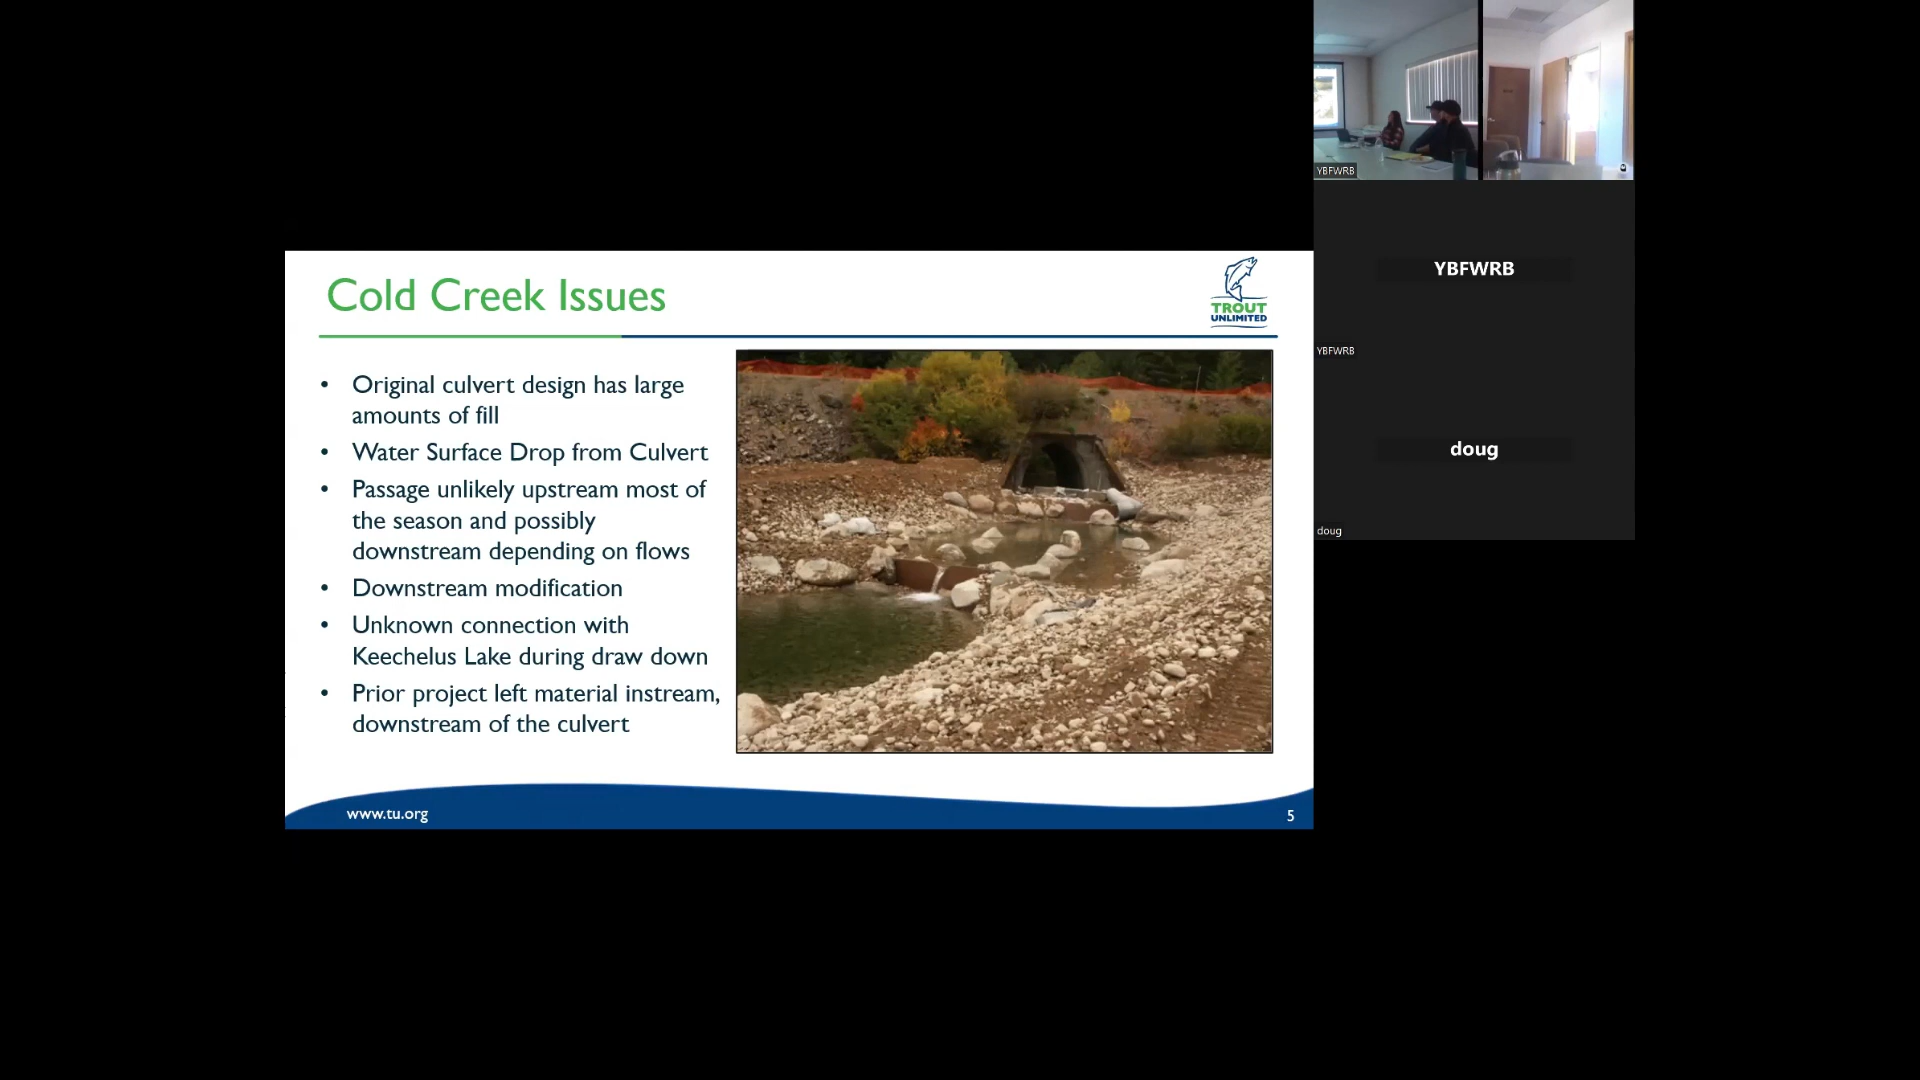 YBFWRB
YBFWRB
YBFWRB
doug
doug
Cold Creek Issues
TROUT
UNLIMITED
• Original culvert design has large
amounts of fill
• Water Surface Drop from Culvert
• Passage unlikely upstream most of
the season and possibly
downstream depending on flows
• Downstream modification
• Unknown connection with
Keechelus Lake during draw down
• Prior project left material instream,
downstream of the culvert
www.tu.org
5